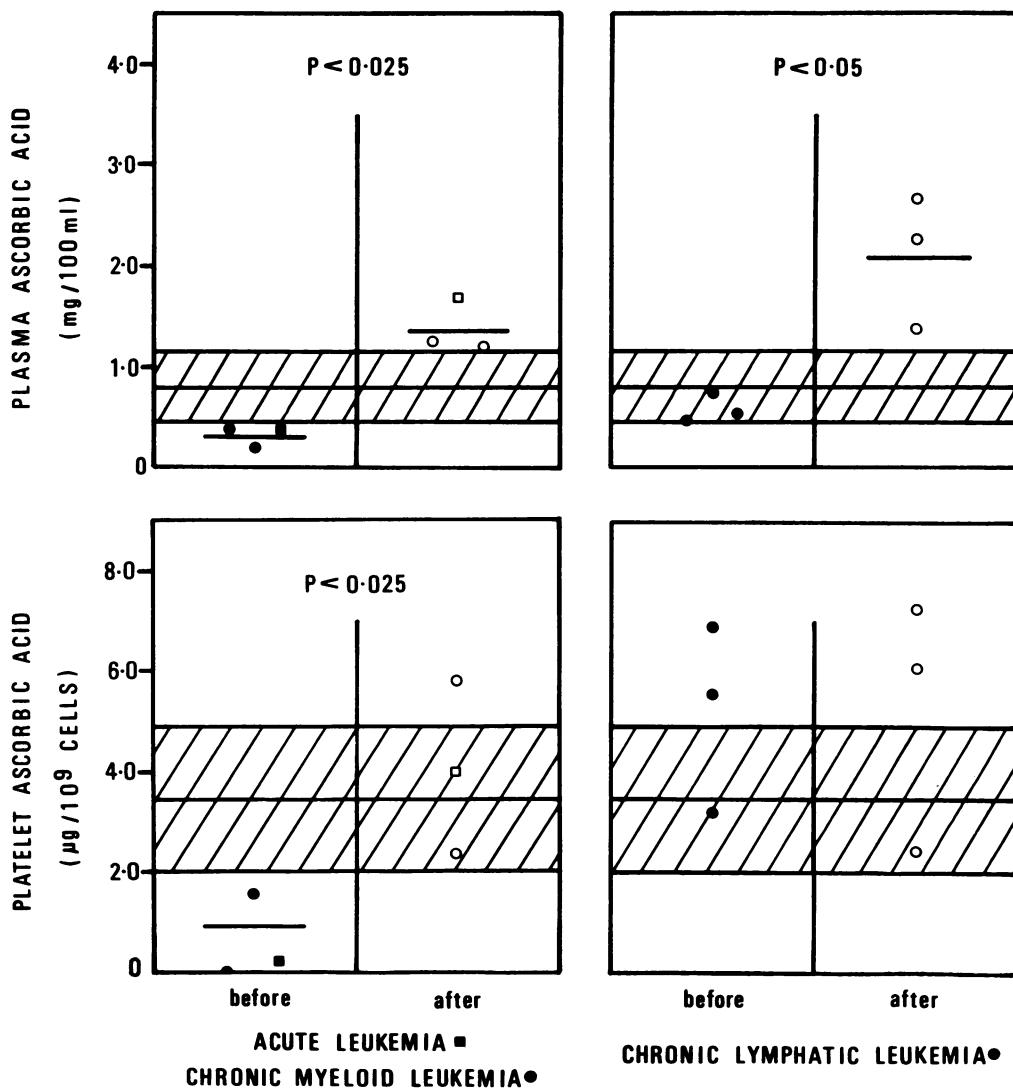 PLASMA ASCORBIC ACID
(mg/100ml)
4·0
3·0
2·0
1·0
0
P < 0·025
P < 0·05
PLATELET ASCORBIC ACID
(µg/10⁹ CELLS)
8·0
6·0
4·0
2·0
0
P < 0·025
before
after
before
after
ACUTE LEUKEMIA ■
CHRONIC MYELOID LEUKEMIA ●
CHRONIC LYMPHATIC LEUKEMIA ●